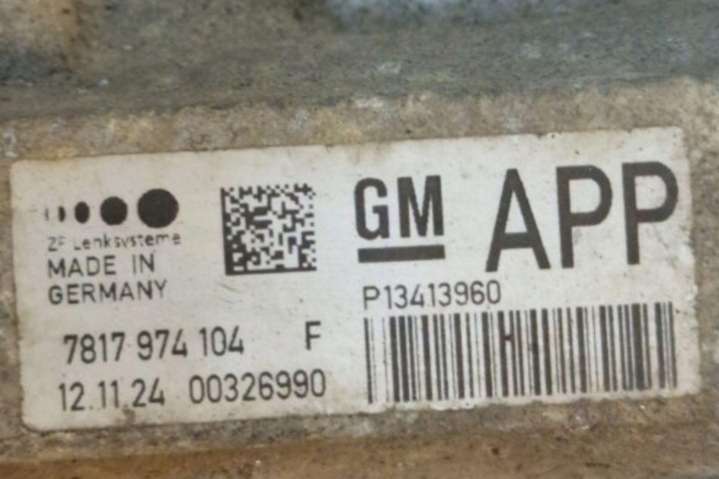 ZF Lenksysteme
MADE IN
GERMANY
7817 974 104 F
12.11.24 00326990
GM APP
P13413960